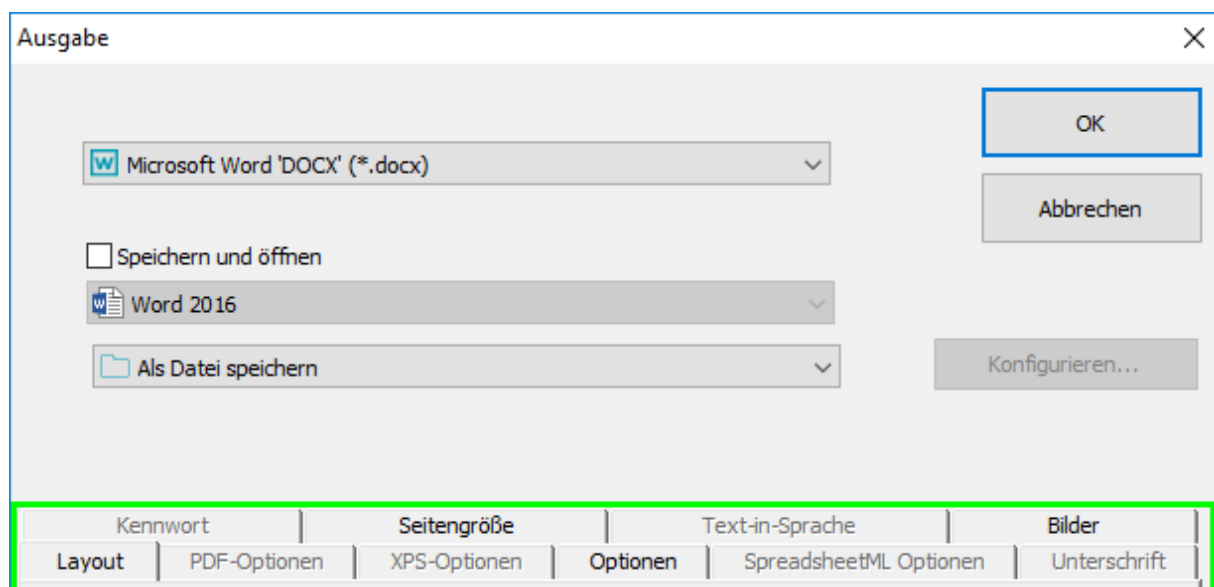 Ausgabe
OK
Microsoft Word 'DOCX' (*.docx)
Abbrechen
Speichern und öffnen
Word 2016
Als Datei speichern
Konfigurieren...
Kennwort Seitengröße Text-in-Sprache Bilder
Layout PDF-Optionen XPS-Optionen Optionen SpreadsheetML Optionen Unterschrift